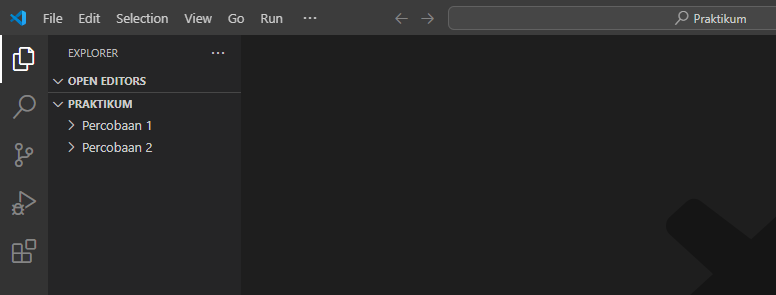 File Edit Selection View Go Run ··· Praktikum
EXPLORER ···
OPEN EDITORS
PRAKTIKUM
Percobaan 1
Percobaan 2